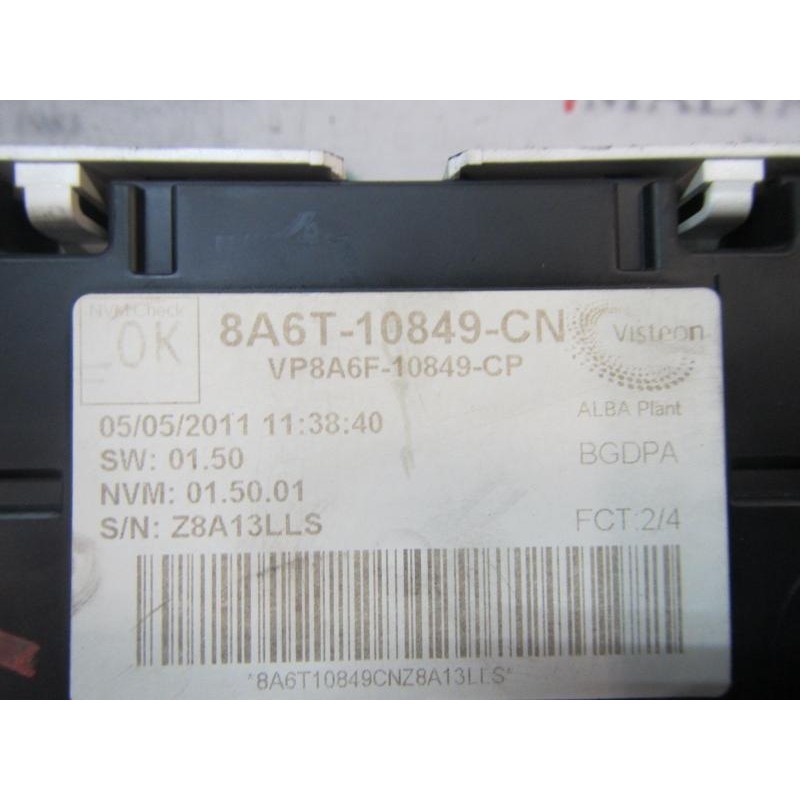 NVM Check
OK
8A6T-10849-CN
VP8A6F-10849-CP
Visteon
ALBA Plant
05/05/2011 11:38:40
SW: 01.50
BGDPA
NVM: 01.50.01
S/N: Z8A13LLS
FCT:2/4
*8A6T10849CNZ8A13LLS*